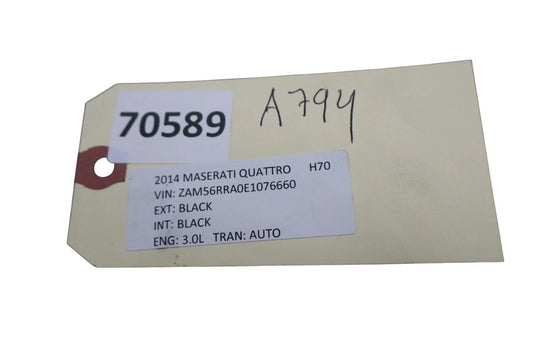 70589
A794
2014 MASERATI QUATTRO H70
VIN: ZAM56RRA0E1076660
EXT: BLACK
INT: BLACK
ENG: 3.0L TRAN: AUTO